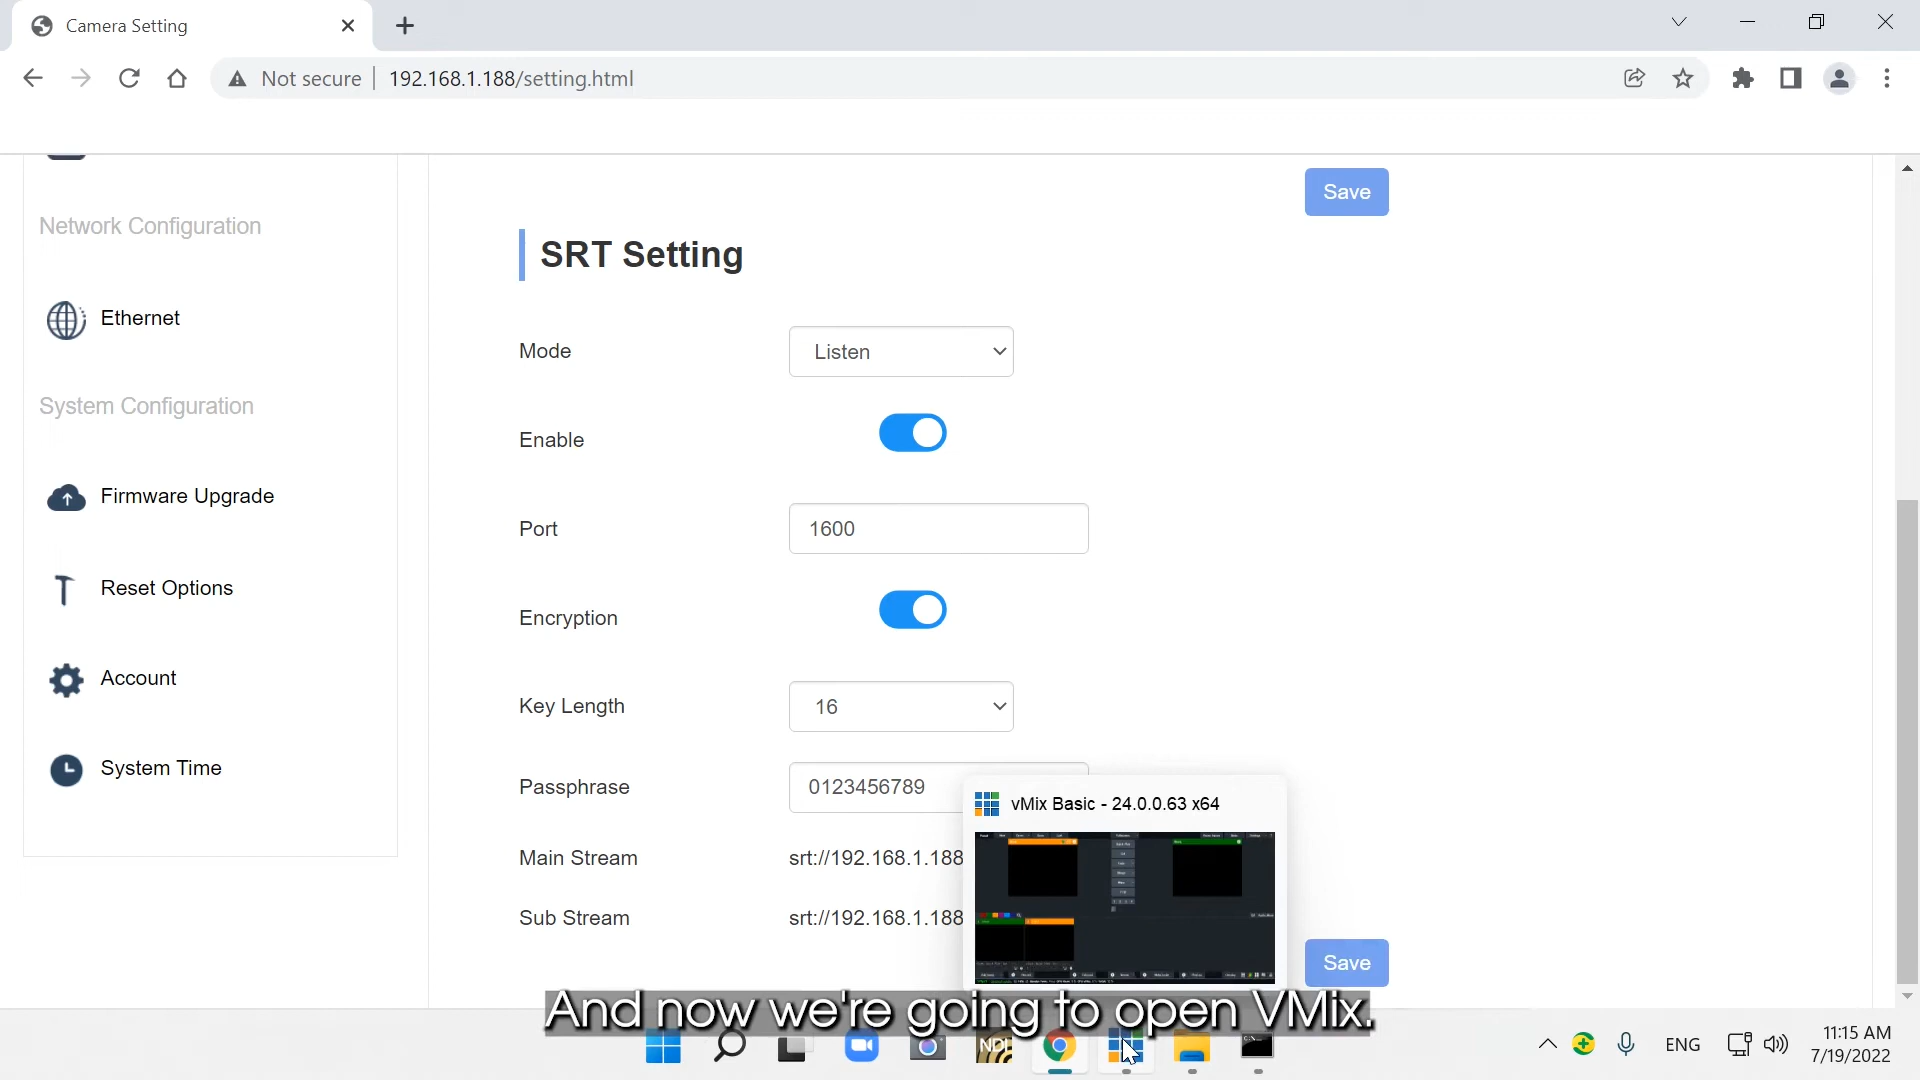 Camera Setting
Not secure
192.168.1.188/setting.html
Save
Network Configuration
Ethernet
System Configuration
Firmware Upgrade
Reset Options
Account
System Time
SRT Setting
Mode
Listen
Enable
Port
1600
Encryption
Key Length
16
Passphrase
0123456789
Main Stream
srt://192.168.1.188
Sub Stream
srt://192.168.1.188
vMix Basic - 24.0.0.63 x64
Save
And now we're going to open VMix.
NDI
ENG
11:15 AM
7/19/2022